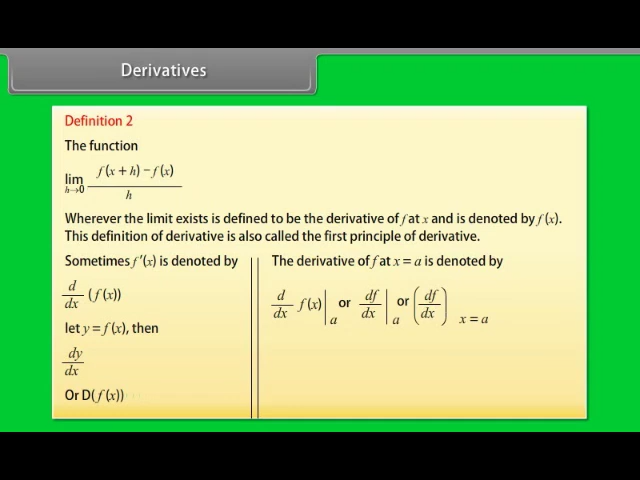 Derivatives
Definition 2
The function
lim h→0 f(x + h) − f(x) / h
Wherever the limit exists is defined to be the derivative of f at x and is denoted by f (x).
This definition of derivative is also called the first principle of derivative.
Sometimes f '(x) is denoted by
d/dx (f(x))
let y = f(x), then
dy/dx
Or D(f(x))
The derivative of f at x = a is denoted by
d/dx f(x)|a or df/dx|a or (df/dx) x = a